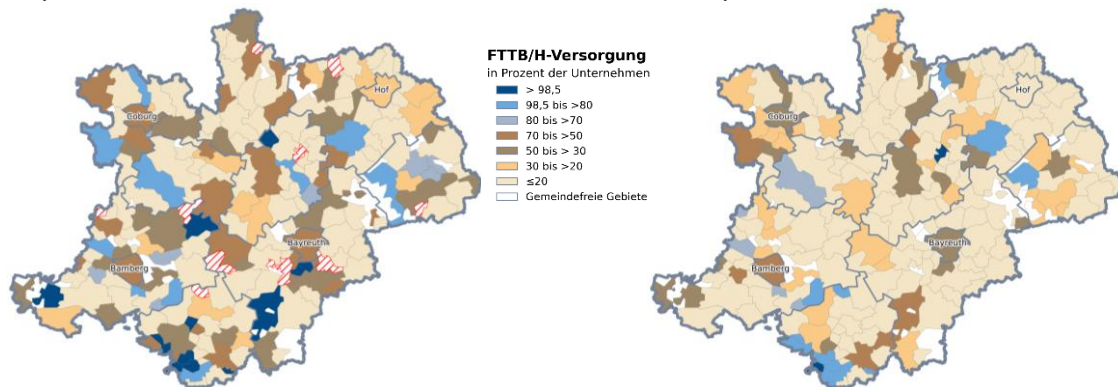 Hof
Coburg
Bayreuth
Bamberg
FTTB/H-Versorgung
in Prozent der Unternehmen
> 98,5
98,5 bis >80
80 bis >70
70 bis >50
50 bis > 30
30 bis >20
≤20
Gemeindefreie Gebiete
Hof
Coburg
Bayreuth
Bamberg